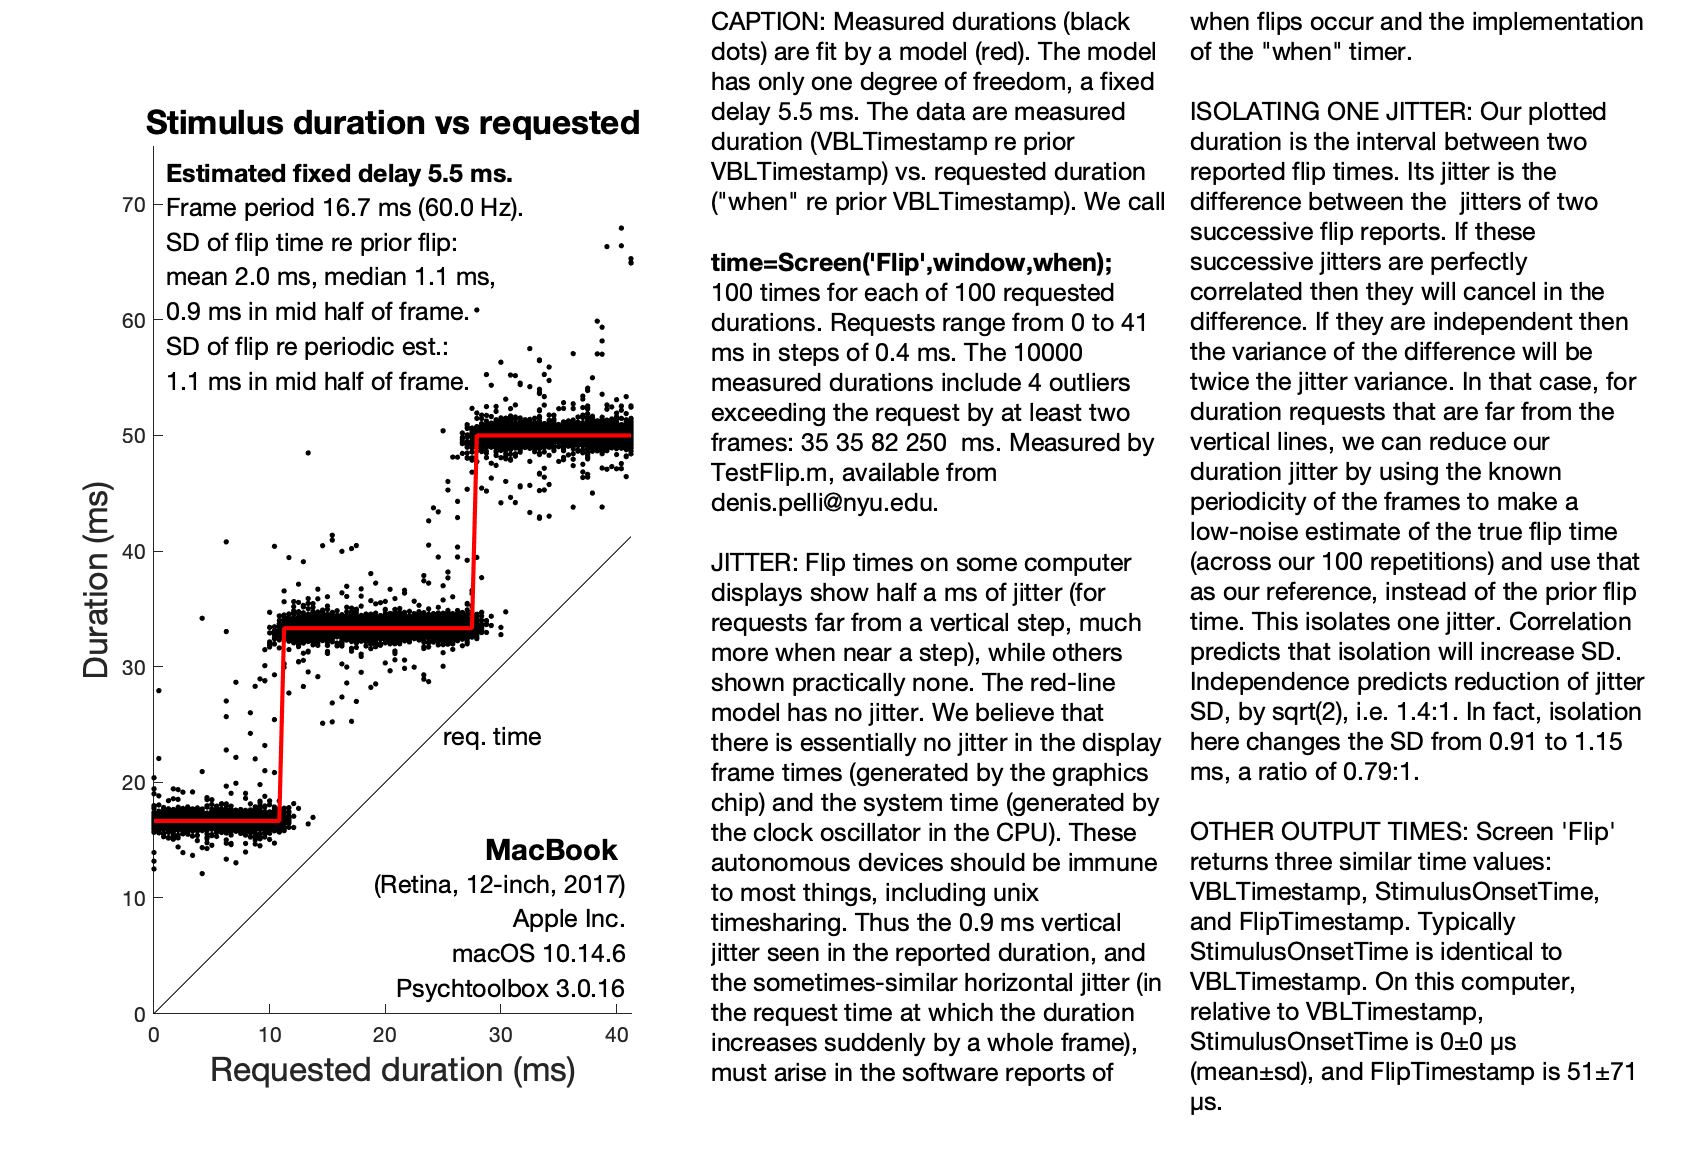 Stimulus duration vs requested
Estimated fixed delay 5.5 ms.
Frame period 16.7 ms (60.0 Hz).
SD of flip time re prior flip:
mean 2.0 ms, median 1.1 ms,
0.9 ms in mid half of frame.
SD of flip re periodic est.:
1.1 ms in mid half of frame.
70
60
50
40
30
20
10
0
Duration (ms)
req. time
MacBook
(Retina, 12-inch, 2017)
Apple Inc.
macOS 10.14.6
Psychtoolbox 3.0.16
0 10 20 30 40
Requested duration (ms)
CAPTION: Measured durations (black
dots) are fit by a model (red). The model
has only one degree of freedom, a fixed
delay 5.5 ms. The data are measured
duration (VBLTimestamp re prior
VBLTimestamp) vs. requested duration
("when" re prior VBLTimestamp). We call
time=Screen('Flip',window,when);
100 times for each of 100 requested
durations. Requests range from 0 to 41
ms in steps of 0.4 ms. The 10000
measured durations include 4 outliers
exceeding the request by at least two
frames: 35 35 82 250  ms. Measured by
TestFlip.m, available from
denis.pelli@nyu.edu.
JITTER: Flip times on some computer
displays show half a ms of jitter (for
requests far from a vertical step, much
more when near a step), while others
shown practically none. The red-line
model has no jitter. We believe that
there is essentially no jitter in the display
frame times (generated by the graphics
chip) and the system time (generated by
the clock oscillator in the CPU). These
autonomous devices should be immune
to most things, including unix
timesharing. Thus the 0.9 ms vertical
jitter seen in the reported duration, and
the sometimes-similar horizontal jitter (in
the request time at which the duration
increases suddenly by a whole frame),
must arise in the software reports of
when flips occur and the implementation
of the "when" timer.
ISOLATING ONE JITTER: Our plotted
duration is the interval between two
reported flip times. Its jitter is the
difference between the  jitters of two
successive flip reports. If these
successive jitters are perfectly
correlated then they will cancel in the
difference. If they are independent then
the variance of the difference will be
twice the jitter variance. In that case, for
duration requests that are far from the
vertical lines, we can reduce our
duration jitter by using the known
periodicity of the frames to make a
low-noise estimate of the true flip time
(across our 100 repetitions) and use that
as our reference, instead of the prior flip
time. This isolates one jitter. Correlation
predicts that isolation will increase SD.
Independence predicts reduction of jitter
SD, by sqrt(2), i.e. 1.4:1. In fact, isolation
here changes the SD from 0.91 to 1.15
ms, a ratio of 0.79:1.
OTHER OUTPUT TIMES: Screen 'Flip'
returns three similar time values:
VBLTimestamp, StimulusOnsetTime,
and FlipTimestamp. Typically
StimulusOnsetTime is identical to
VBLTimestamp. On this computer,
relative to VBLTimestamp,
StimulusOnsetTime is 0±0 µs
(mean±sd), and FlipTimestamp is 51±71
µs.